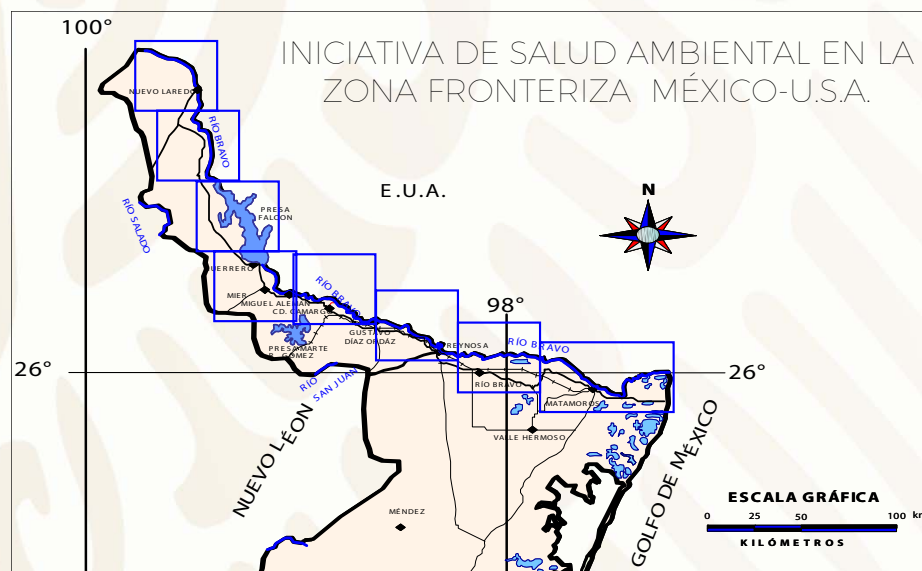 100°
INICIATIVA DE SALUD AMBIENTAL EN LA
ZONA FRONTERIZA MÉXICO-U.S.A.
NUEVO LAREDO
RÍO BRAVO
E.U.A.
N
RÍO SALADO
PRESA
FALCON
GUERRERO
MIER
MIGUEL ALEMÁN
CD. CAMARGO
RÍO BRAVO
98°
GUSTAVO
DÍAZ ORDÁZ
REYNOSA
RÍO BRAVO
PRESA MARTE
R. GÓMEZ
26°
26°
RÍO
SAN JUAN
RÍO BRAVO
MATAMOROS
VALLE HERMOSO
NUEVO LÉON
GOLFO DE MÉXICO
MÉNDEZ
ESCALA GRÁFICA
0 25 50 100 km
KILÓMETROS